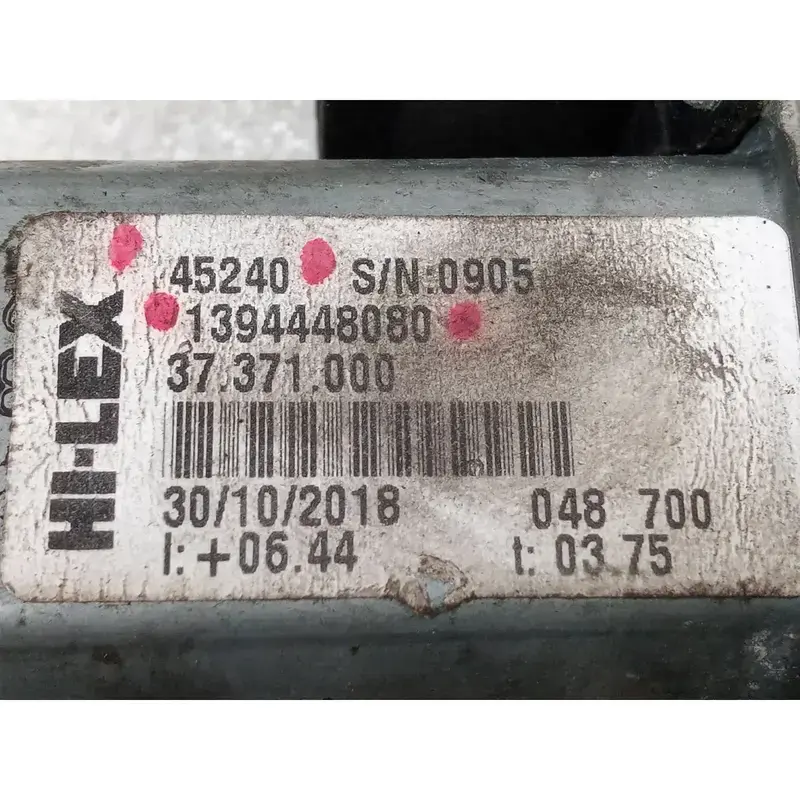 HI-LEX
45240 S/N:0905
1394448080
37.371.000
30/10/2018 048 700
I: +06.44 t: 03.75